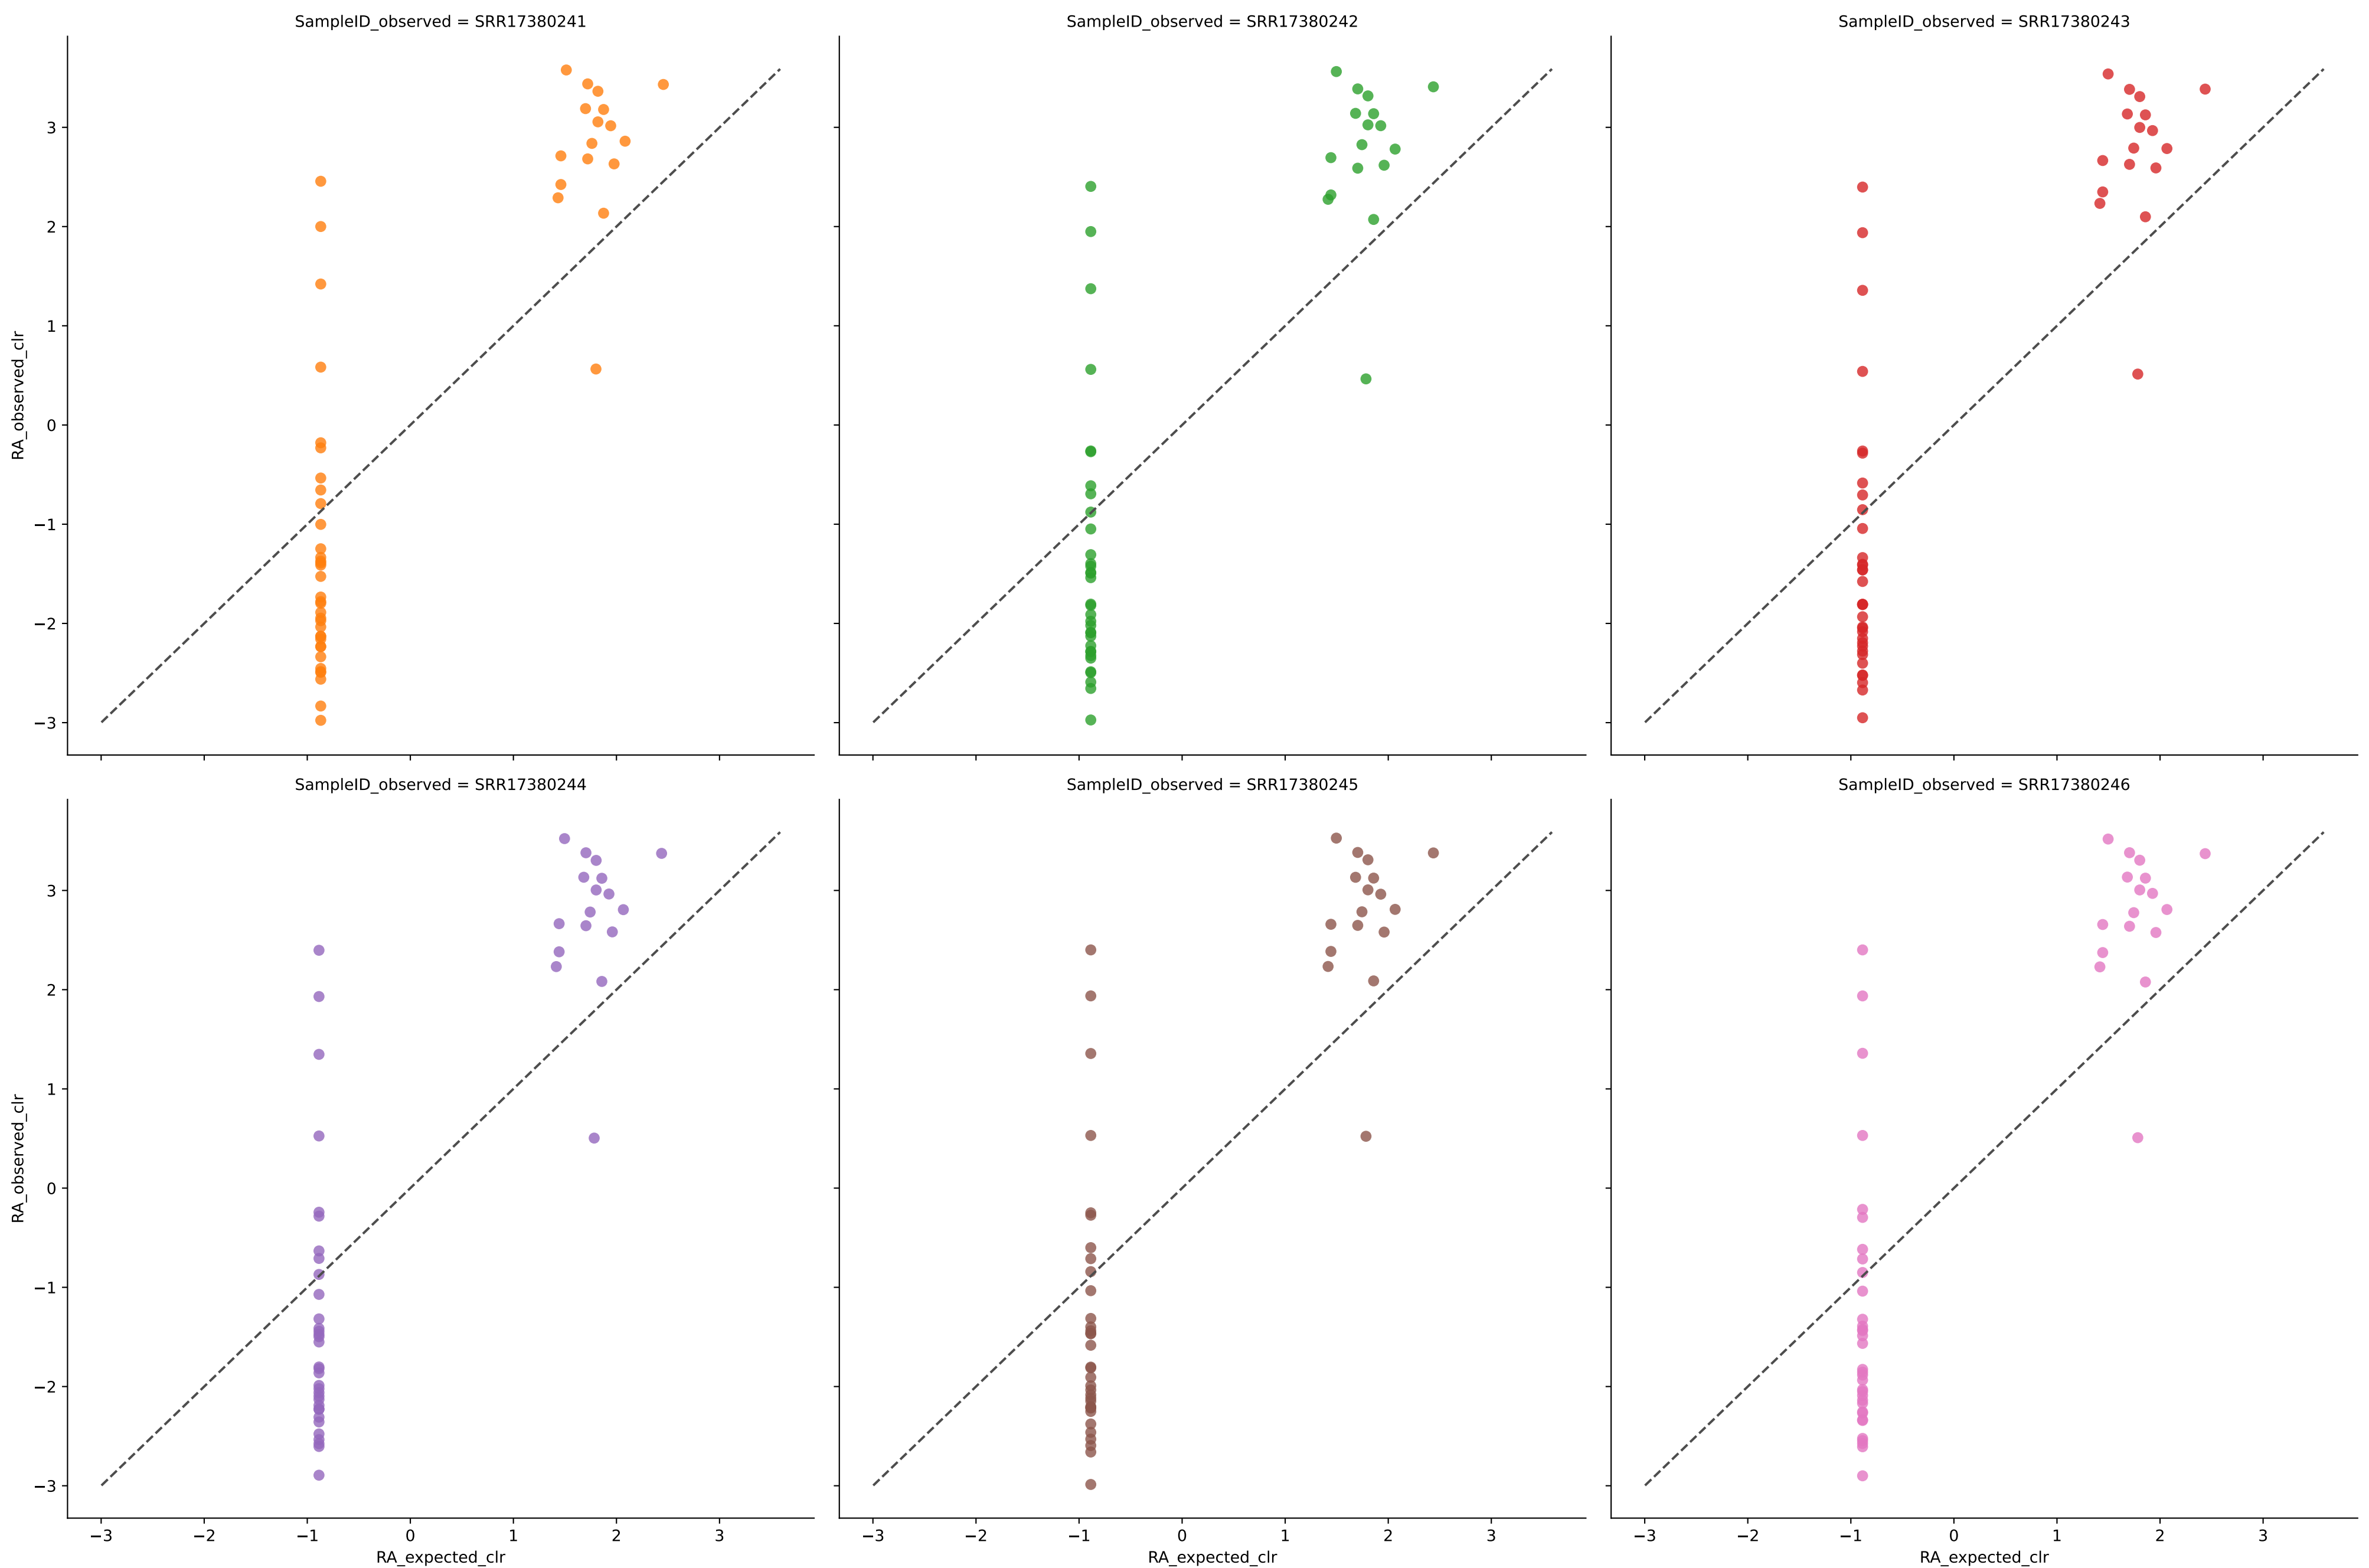 SampleID_observed = SRR17380241
SampleID_observed = SRR17380242
SampleID_observed = SRR17380243
RA_observed_clr
3
2
1
0
−1
−2
−3
SampleID_observed = SRR17380244
SampleID_observed = SRR17380245
SampleID_observed = SRR17380246
RA_observed_clr
3
2
1
0
−1
−2
−3
−3 −2 −1 0 1 2 3
−3 −2 −1 0 1 2 3
−3 −2 −1 0 1 2 3
RA_expected_clr
RA_expected_clr
RA_expected_clr